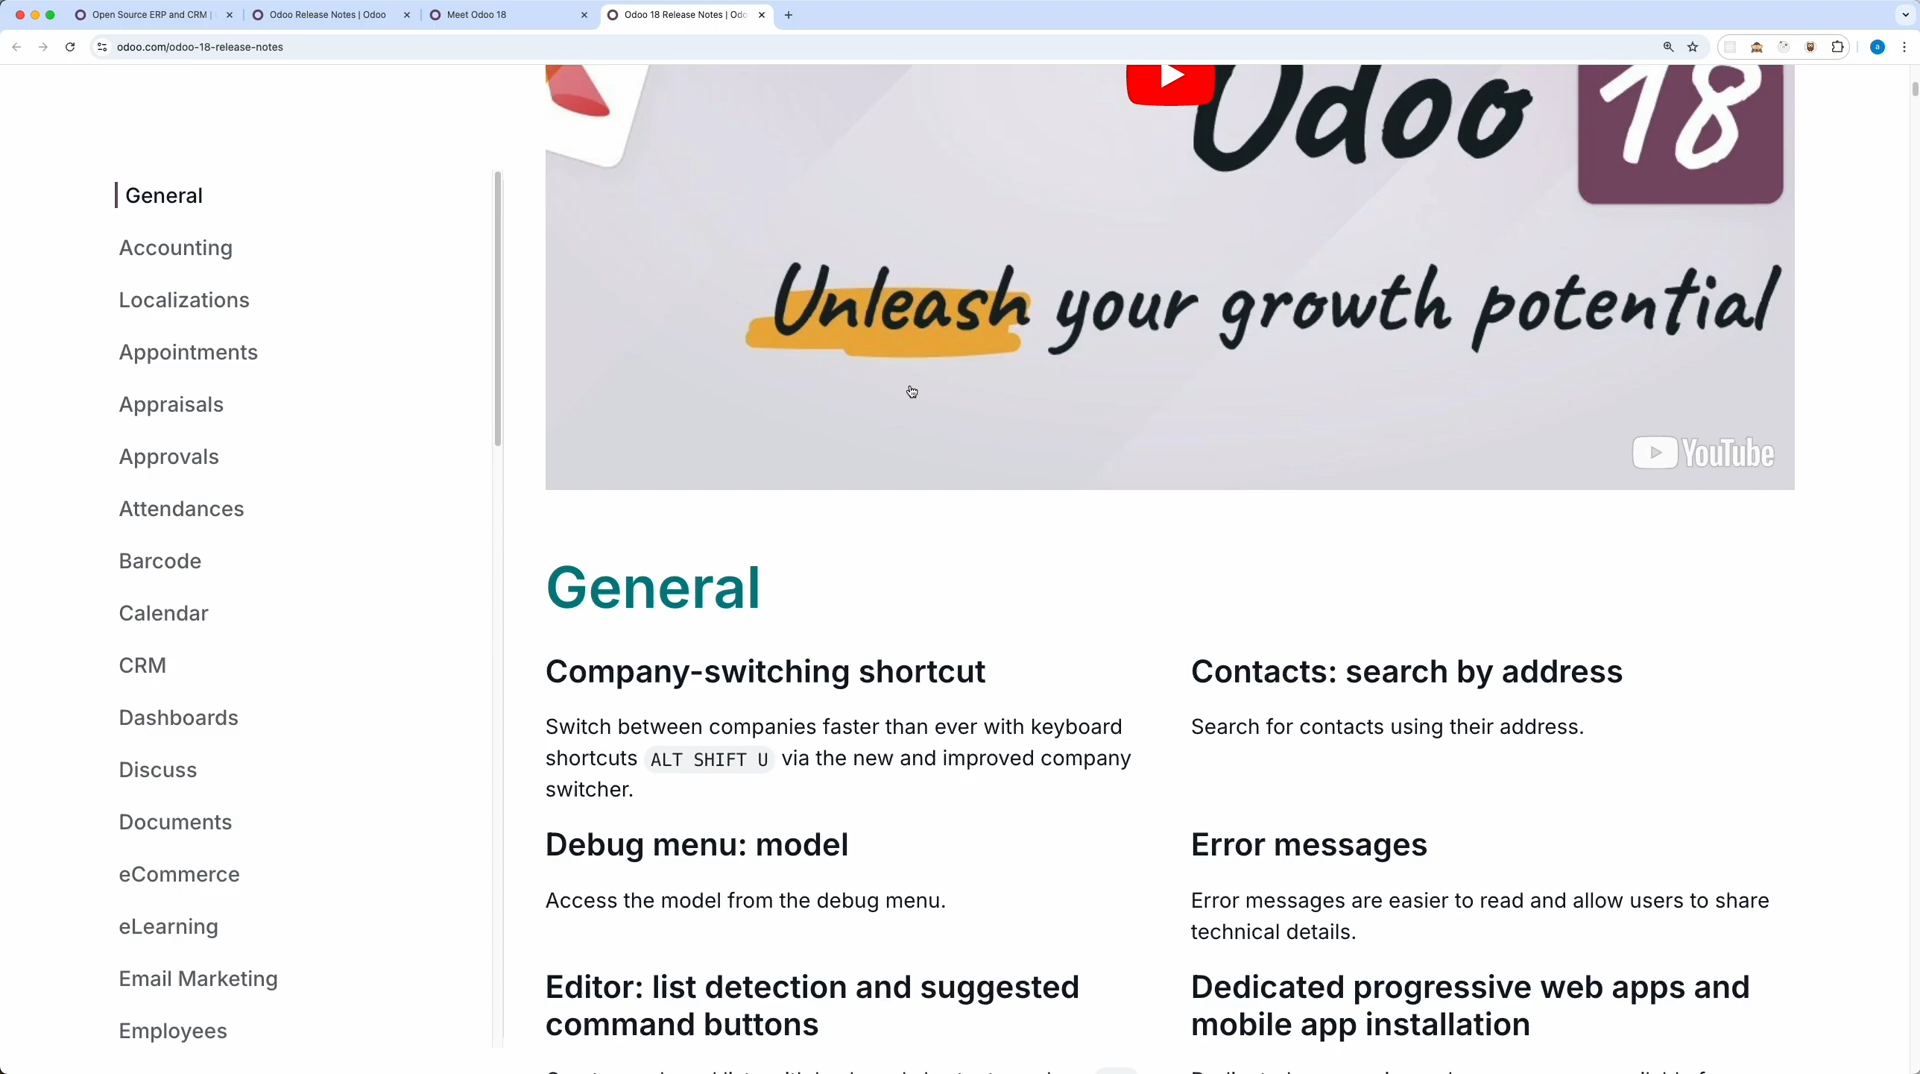 Open Source ERP and CRM |
Odoo Release Notes | Odoo
Meet Odoo 18
Odoo 18 Release Notes | Odo
odoo.com/odoo-18-release-notes
a
Odoo 18
Unleash your growth potential
YouTube
General
Accounting
Localizations
Appointments
Appraisals
Approvals
Attendances
Barcode
Calendar
CRM
Dashboards
Discuss
Documents
eCommerce
eLearning
Email Marketing
Employees
General
Company-switching shortcut
Switch between companies faster than ever with keyboard
shortcuts ALT SHIFT U via the new and improved company
switcher.
Contacts: search by address
Search for contacts using their address.
Debug menu: model
Access the model from the debug menu.
Error messages
Error messages are easier to read and allow users to share
technical details.
Editor: list detection and suggested
command buttons
Dedicated progressive web apps and
mobile app installation